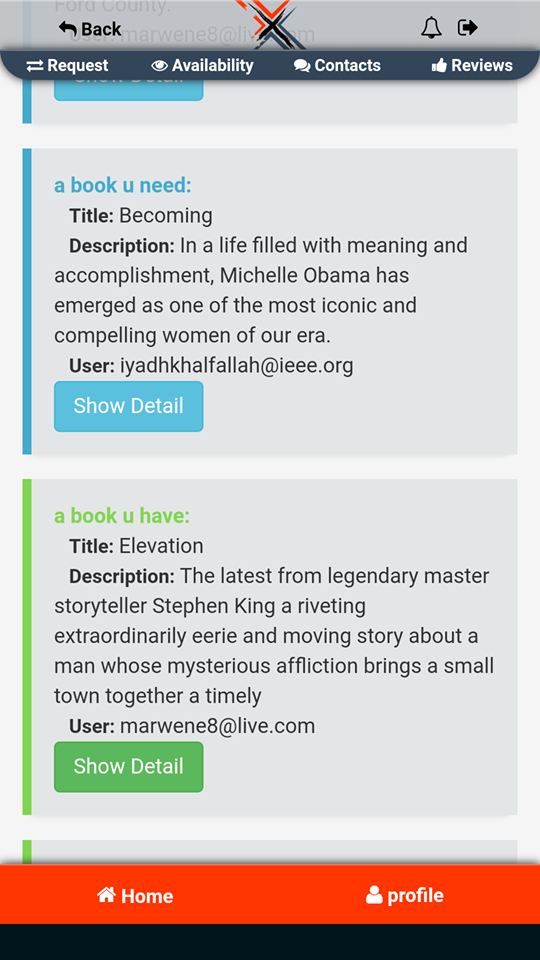 Ford County.
Back
User: marwene8@live.com
Request Availability Contacts Reviews
Show Detail
a book u need:
Title: Becoming
Description: In a life filled with meaning and
accomplishment, Michelle Obama has
emerged as one of the most iconic and
compelling women of our era.
User: iyadhkhalfallah@ieee.org
Show Detail
a book u have:
Title: Elevation
Description: The latest from legendary master
storyteller Stephen King a riveting
extraordinarily eerie and moving story about a
man whose mysterious affliction brings a small
town together a timely
User: marwene8@live.com
Show Detail
Home profile